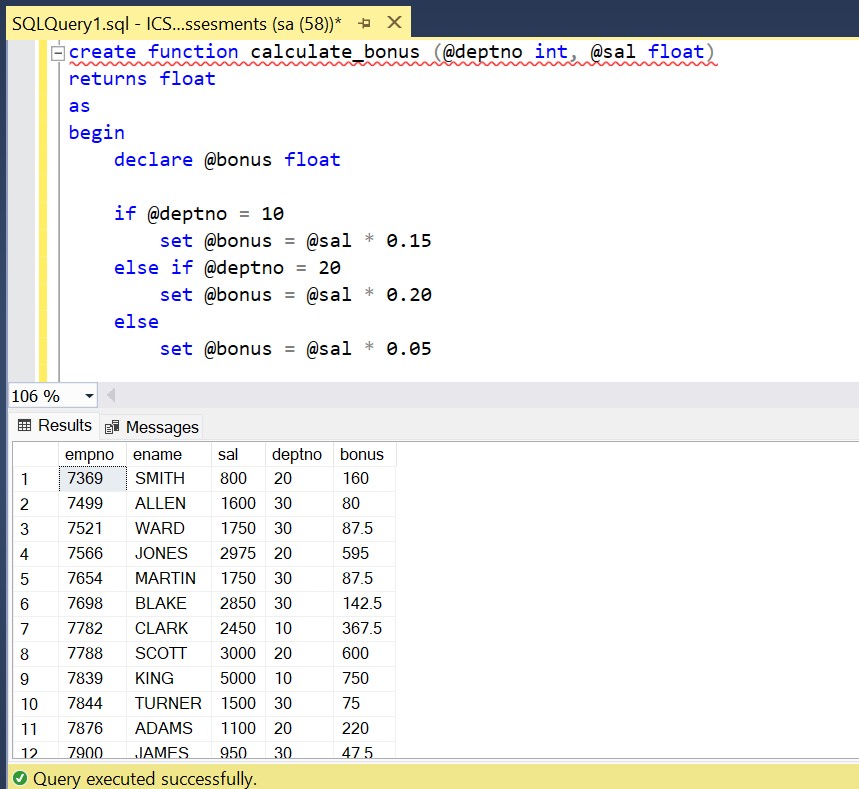 SQLQuery1.sql - ICS...ssesments (sa (58))*
create function calculate_bonus (@deptno int, @sal float)
returns float
as
begin
declare @bonus float
if @deptno = 10
set @bonus = @sal * 0.15
else if @deptno = 20
set @bonus = @sal * 0.20
else
set @bonus = @sal * 0.05
106 %
Results Messages
empno ename sal deptno bonus
1 7369 SMITH 800 20 160
2 7499 ALLEN 1600 30 80
3 7521 WARD 1750 30 87.5
4 7566 JONES 2975 20 595
5 7654 MARTIN 1750 30 87.5
6 7698 BLAKE 2850 30 142.5
7 7782 CLARK 2450 10 367.5
8 7788 SCOTT 3000 20 600
9 7839 KING 5000 10 750
10 7844 TURNER 1500 30 75
11 7876 ADAMS 1100 20 220
12 7900 JAMES 950 30 47.5
Query executed successfully.